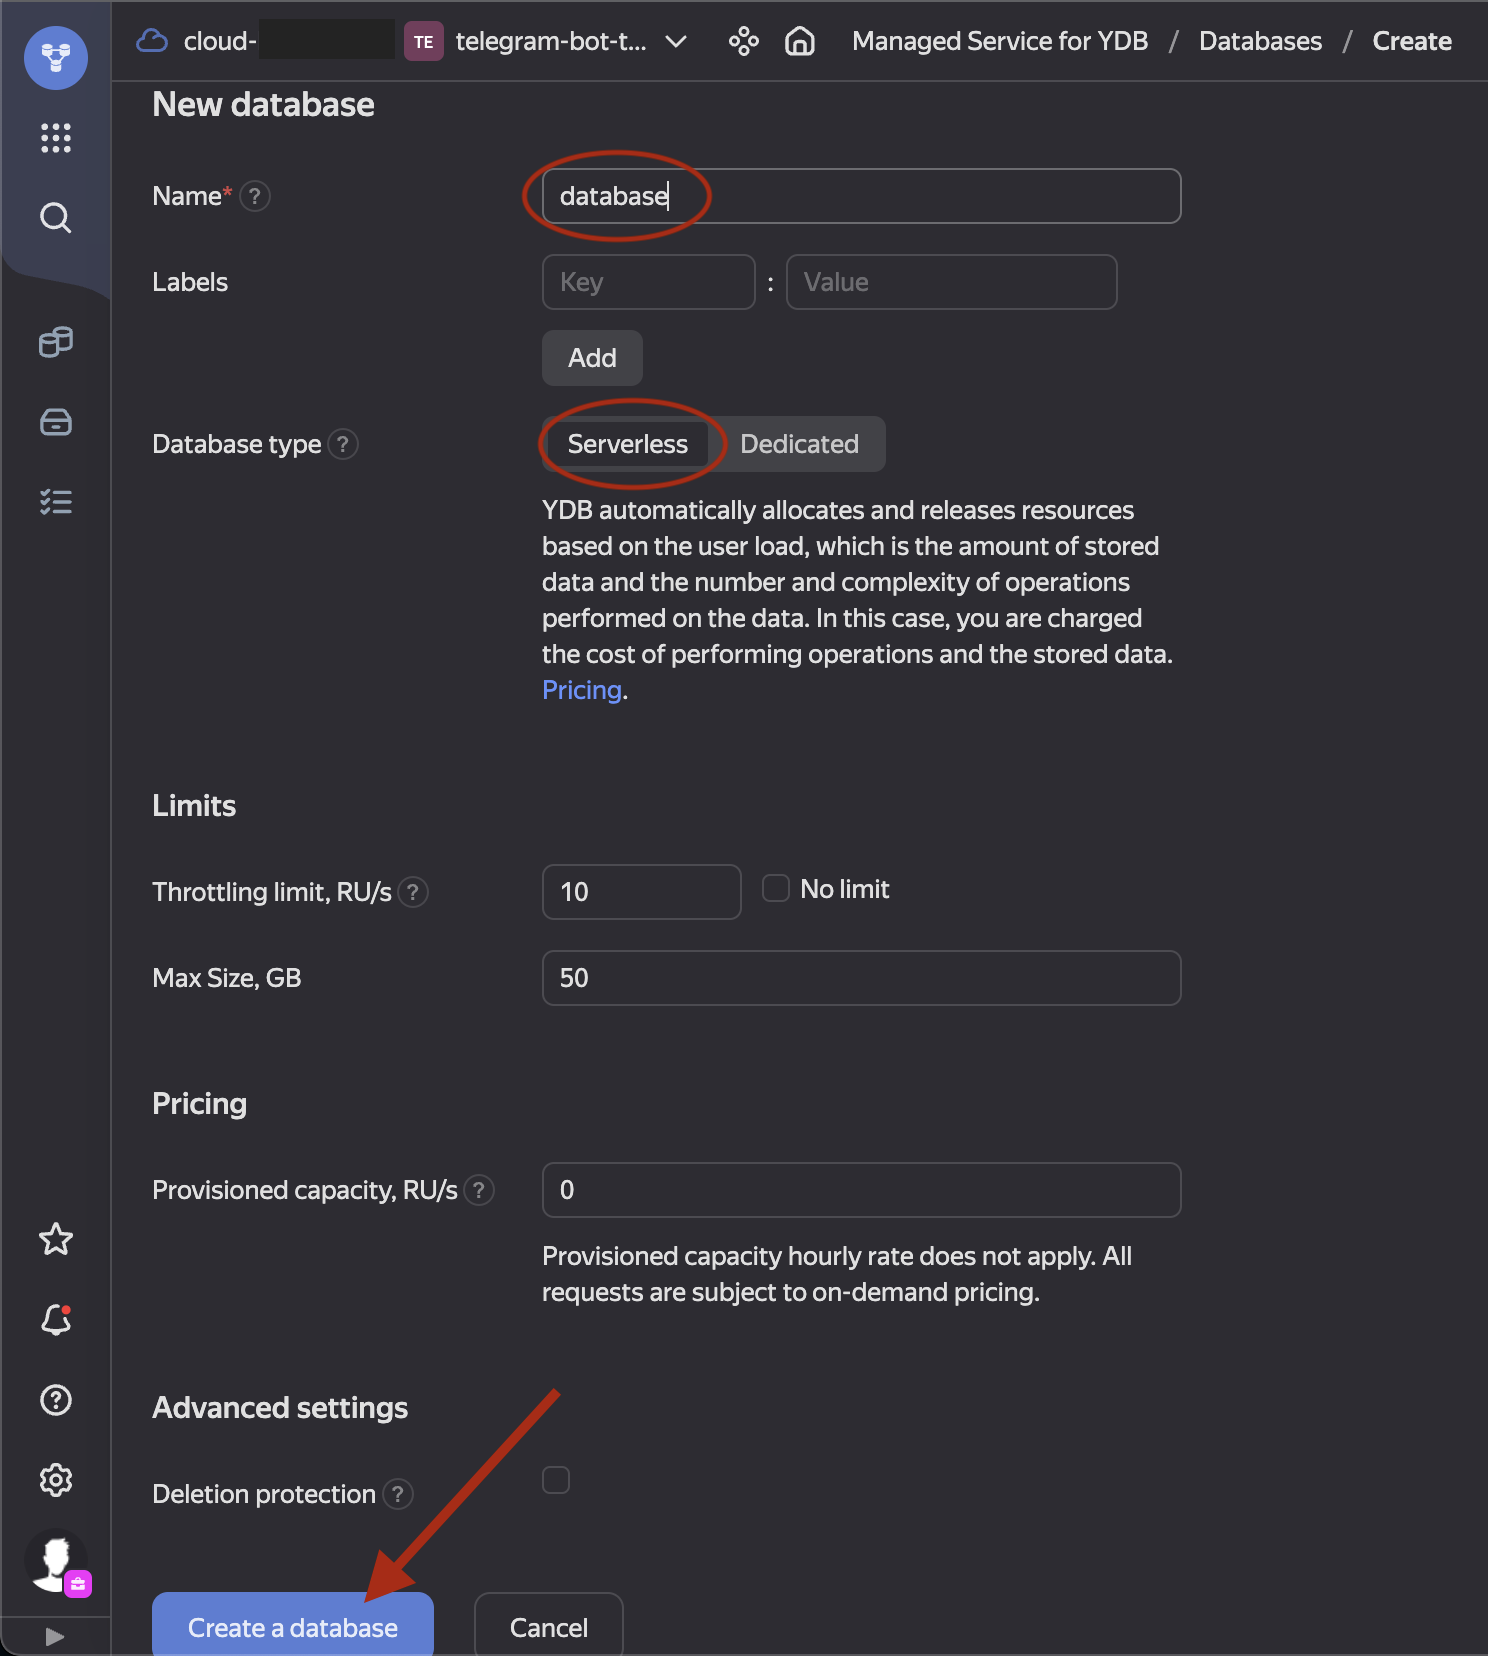 cloud- TE telegram-bot-t... Managed Service for YDB / Databases / Create
New database
Name* ? database
Labels Key : Value
Add
Database type ? Serverless Dedicated
YDB automatically allocates and releases resources
based on the user load, which is the amount of stored
data and the number and complexity of operations
performed on the data. In this case, you are charged
the cost of performing operations and the stored data.
Pricing.
Limits
Throttling limit, RU/s ? 10 No limit
Max Size, GB 50
Pricing
Provisioned capacity, RU/s ? 0
Provisioned capacity hourly rate does not apply. All
requests are subject to on-demand pricing.
Advanced settings
Deletion protection ?
Create a database Cancel